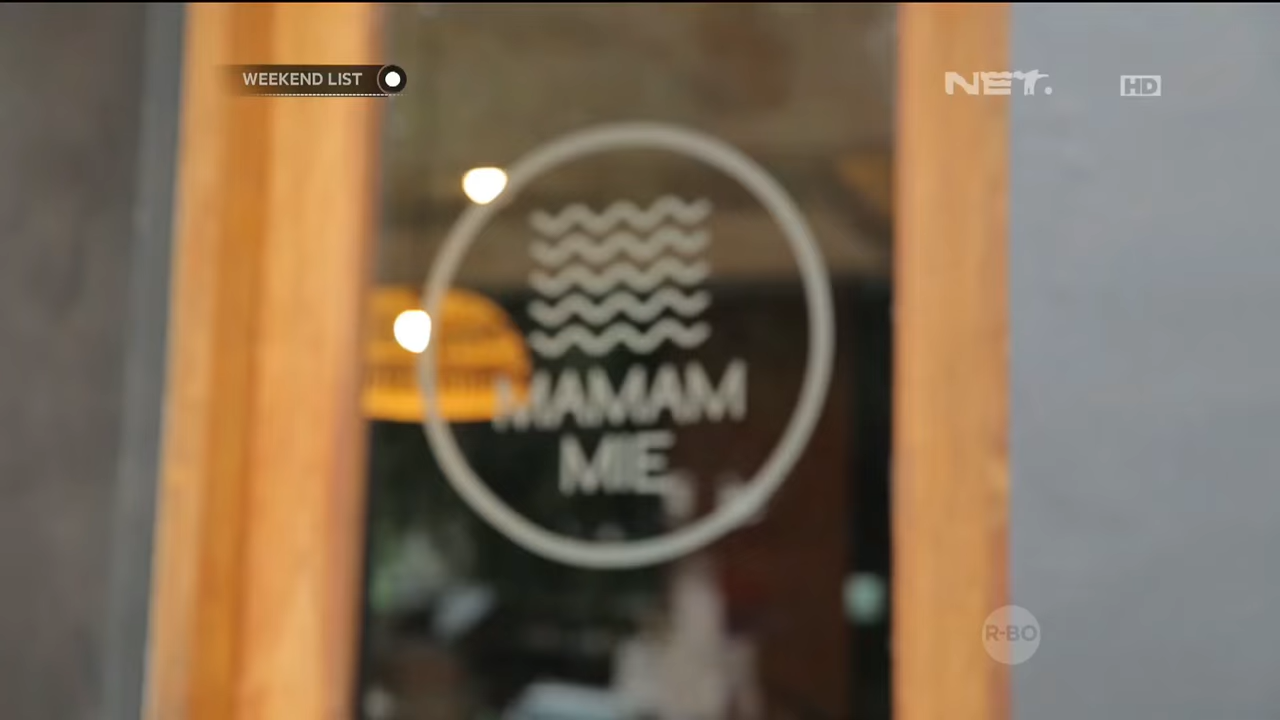 WEEKEND LIST
NET.
HD
MAMAM
MIE
R-BO